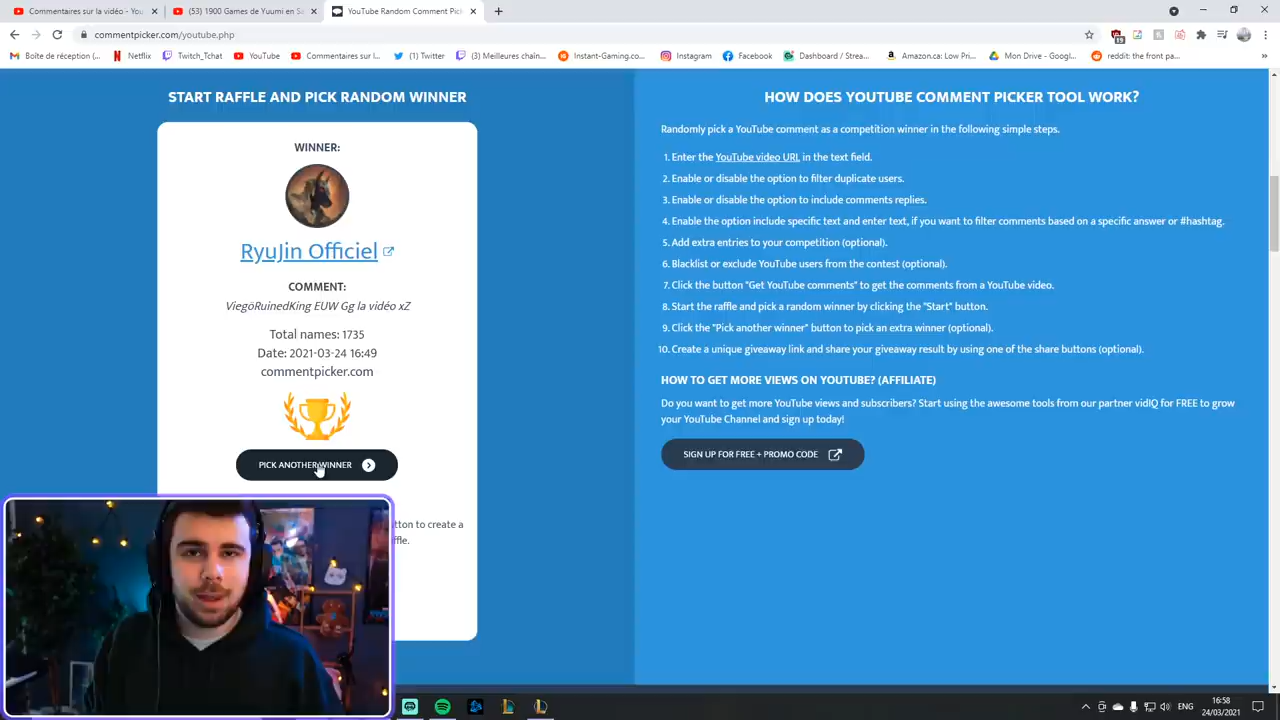 Commentaires sur la vidéo - You
(53) 1900 Games de Yuumi en So
YouTube Random Comment Pick
commentpicker.com/youtube.php
Boîte de réception (...
Netflix
Twitch_Tchat
YouTube
Commentaires sur l...
(1) Twitter
(3) Meilleures chaîn...
Instant-Gaming.co...
Instagram
Facebook
Dashboard / Strea...
Amazon.ca: Low Pri...
Mon Drive - Googl...
reddit: the front pa...
START RAFFLE AND PICK RANDOM WINNER
WINNER:
RyuJin Officiel
COMMENT:
ViegoRuinedKing EUW Gg la vidéo xZ
Total names: 1735
Date: 2021-03-24 16:49
commentpicker.com
PICK ANOTHER WINNER
tton to create a
ffle.
HOW DOES YOUTUBE COMMENT PICKER TOOL WORK?
Randomly pick a YouTube comment as a competition winner in the following simple steps.
1. Enter the YouTube video URL in the text field.
2. Enable or disable the option to filter duplicate users.
3. Enable or disable the option to include comments replies.
4. Enable the option include specific text and enter text, if you want to filter comments based on a specific answer or #hashtag.
5. Add extra entries to your competition (optional).
6. Blacklist or exclude YouTube users from the contest (optional).
7. Click the button "Get YouTube comments" to get the comments from a YouTube video.
8. Start the raffle and pick a random winner by clicking the "Start" button.
9. Click the "Pick another winner" button to pick an extra winner (optional).
10. Create a unique giveaway link and share your giveaway result by using one of the share buttons (optional).
HOW TO GET MORE VIEWS ON YOUTUBE? (AFFILIATE)
Do you want to get more YouTube views and subscribers? Start using the awesome tools from our partner vidIQ for FREE to grow
your YouTube Channel and sign up today!
SIGN UP FOR FREE + PROMO CODE
ENG
16:58
24/03/2021